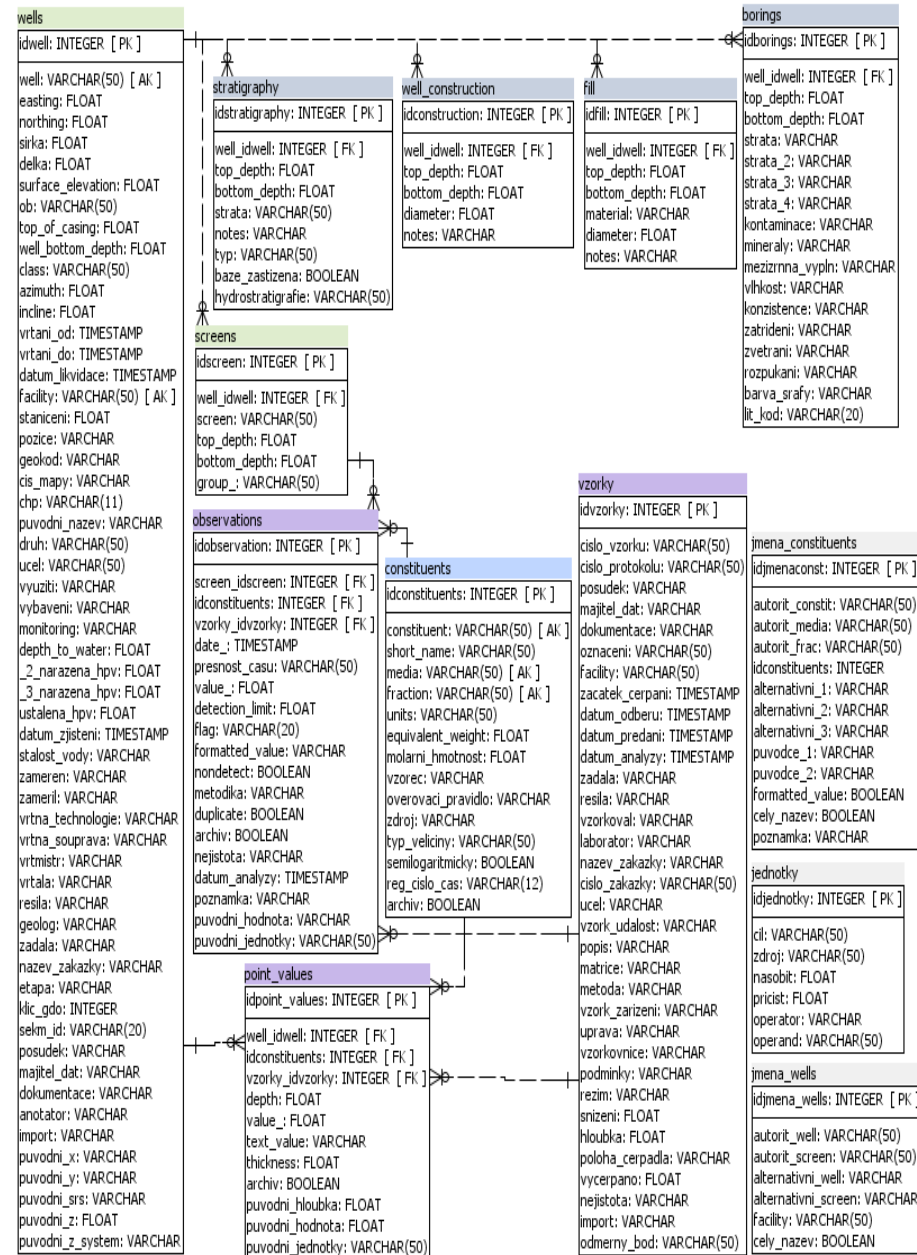 wells
idwell: INTEGER [ PK ]
well: VARCHAR(50) [ AK ]
easting: FLOAT
northing: FLOAT
sirka: FLOAT
delka: FLOAT
surface_elevation: FLOAT
ob: VARCHAR(50)
top_of_casing: FLOAT
well_bottom_depth: FLOAT
class: VARCHAR(50)
azimuth: FLOAT
incline: FLOAT
vrtani_od: TIMESTAMP
vrtani_do: TIMESTAMP
datum_likvidace: TIMESTAMP
facility: VARCHAR(50) [ AK ]
staniceni: FLOAT
pozice: VARCHAR
geokod: VARCHAR
cis_mapy: VARCHAR
chp: VARCHAR(11)
puvodni_nazev: VARCHAR
druh: VARCHAR(50)
ucel: VARCHAR(50)
vyuziti: VARCHAR
vybaveni: VARCHAR
monitoring: VARCHAR
depth_to_water: FLOAT
_2_narazena_hpv: FLOAT
_3_narazena_hpv: FLOAT
ustalena_hpv: FLOAT
datum_zjisteni: TIMESTAMP
stalost_vody: VARCHAR
zameren: VARCHAR
zameril: VARCHAR
vrtna_technologie: VARCHAR
vrtna_souprava: VARCHAR
vrtmistr: VARCHAR
vrtala: VARCHAR
resila: VARCHAR
geolog: VARCHAR
zadala: VARCHAR
nazev_zakazky: VARCHAR
etapa: VARCHAR
klic_gdo: INTEGER
sekm_id: VARCHAR(20)
posudek: VARCHAR
majitel_dat: VARCHAR
dokumentace: VARCHAR
anotator: VARCHAR
import: VARCHAR
puvodni_x: VARCHAR
puvodni_y: VARCHAR
puvodni_srs: VARCHAR
puvodni_z: FLOAT
puvodni_z_system: VARCHAR
stratigraphy
idstratigraphy: INTEGER [ PK ]
well_idwell: INTEGER [ FK ]
top_depth: FLOAT
bottom_depth: FLOAT
strata: VARCHAR(50)
notes: VARCHAR
typ: VARCHAR(50)
baze_zastizena: BOOLEAN
hydrostratigrafie: VARCHAR(50)
well_construction
idconstruction: INTEGER [ PK ]
well_idwell: INTEGER [ FK ]
top_depth: FLOAT
bottom_depth: FLOAT
diameter: FLOAT
notes: VARCHAR
fill
idfill: INTEGER [ PK ]
well_idwell: INTEGER [ FK ]
top_depth: FLOAT
bottom_depth: FLOAT
material: VARCHAR
diameter: FLOAT
notes: VARCHAR
borings
idborings: INTEGER [ PK ]
well_idwell: INTEGER [ FK ]
top_depth: FLOAT
bottom_depth: FLOAT
strata: VARCHAR
strata_2: VARCHAR
strata_3: VARCHAR
strata_4: VARCHAR
kontaminace: VARCHAR
mineraly: VARCHAR
mezizrnna_vypln: VARCHAR
vlhkost: VARCHAR
konzistence: VARCHAR
zatrideni: VARCHAR
zvetrani: VARCHAR
rozpukani: VARCHAR
barva_srafy: VARCHAR
lit_kod: VARCHAR(20)
screens
idscreen: INTEGER [ PK ]
well_idwell: INTEGER [ FK ]
screen: VARCHAR(50)
top_depth: FLOAT
bottom_depth: FLOAT
group_: VARCHAR(50)
observations
idobservation: INTEGER [ PK ]
screen_idscreen: INTEGER [ FK ]
idconstituents: INTEGER [ FK ]
vzorky_idvzorky: INTEGER [ FK ]
date_: TIMESTAMP
presnost_casu: VARCHAR(50)
value_: FLOAT
detection_limit: FLOAT
flag: VARCHAR(20)
formatted_value: VARCHAR
nondetect: BOOLEAN
metodika: VARCHAR
duplicate: BOOLEAN
archiv: BOOLEAN
nejistota: VARCHAR
datum_analyzy: TIMESTAMP
poznamka: VARCHAR
puvodni_hodnota: VARCHAR
puvodni_jednotky: VARCHAR(50)
constituents
idconstituents: INTEGER [ PK ]
constituent: VARCHAR(50) [ AK ]
short_name: VARCHAR(50)
media: VARCHAR(50) [ AK ]
fraction: VARCHAR(50) [ AK ]
units: VARCHAR(50)
equivalent_weight: FLOAT
molarni_hmotnost: FLOAT
vzorec: VARCHAR
overovaci_pravidlo: VARCHAR
zdroj: VARCHAR
typ_veliciny: VARCHAR(50)
semilogaritmicky: BOOLEAN
reg_cislo_cas: VARCHAR(12)
archiv: BOOLEAN
point_values
idpoint_values: INTEGER [ PK ]
well_idwell: INTEGER [ FK ]
idconstituents: INTEGER [ FK ]
vzorky_idvzorky: INTEGER [ FK ]
depth: FLOAT
value_: FLOAT
text_value: VARCHAR
thickness: FLOAT
archiv: BOOLEAN
puvodni_hloubka: FLOAT
puvodni_hodnota: FLOAT
puvodni_jednotky: VARCHAR(50)
vzorky
idvzorky: INTEGER [ PK ]
cislo_vzorku: VARCHAR(50)
cislo_protokolu: VARCHAR(50)
posudek: VARCHAR
majitel_dat: VARCHAR
dokumentace: VARCHAR
oznaceni: VARCHAR(50)
facility: VARCHAR(50)
zacatek_cerpani: TIMESTAMP
datum_odberu: TIMESTAMP
datum_predani: TIMESTAMP
datum_analyzy: TIMESTAMP
zadala: VARCHAR
resila: VARCHAR
vzorkoval: VARCHAR
laborator: VARCHAR
nazev_zakazky: VARCHAR
cislo_zakazky: VARCHAR(50)
ucel: VARCHAR
vzork_udalost: VARCHAR
popis: VARCHAR
matrice: VARCHAR
metoda: VARCHAR
vzork_zarizeni: VARCHAR
uprava: VARCHAR
vzorkovnice: VARCHAR
podminky: VARCHAR
rezim: VARCHAR
snizeni: FLOAT
hloubka: FLOAT
poloha_cerpadla: VARCHAR
vycerpano: FLOAT
nejistota: VARCHAR
import: VARCHAR
odmerny_bod: VARCHAR(50)
jmena_constituents
idjmenaconst: INTEGER [ PK ]
autorit_constit: VARCHAR(50)
autorit_media: VARCHAR(50)
autorit_frac: VARCHAR(50)
idconstituents: INTEGER
alternativni_1: VARCHAR
alternativni_2: VARCHAR
alternativni_3: VARCHAR
puvodce_1: VARCHAR
puvodce_2: VARCHAR
formatted_value: BOOLEAN
cely_nazev: BOOLEAN
poznamka: VARCHAR
jednotky
idjednotky: INTEGER [ PK ]
cil: VARCHAR(50)
zdroj: VARCHAR(50)
nasobit: FLOAT
pricist: FLOAT
operator: VARCHAR
operand: VARCHAR(50)
jmena_wells
idjmena_wells: INTEGER [ PK ]
autorit_well: VARCHAR(50)
autorit_screen: VARCHAR(50)
alternativni_well: VARCHAR
alternativni_screen: VARCHAR
facility: VARCHAR(50)
cely_nazev: BOOLEAN